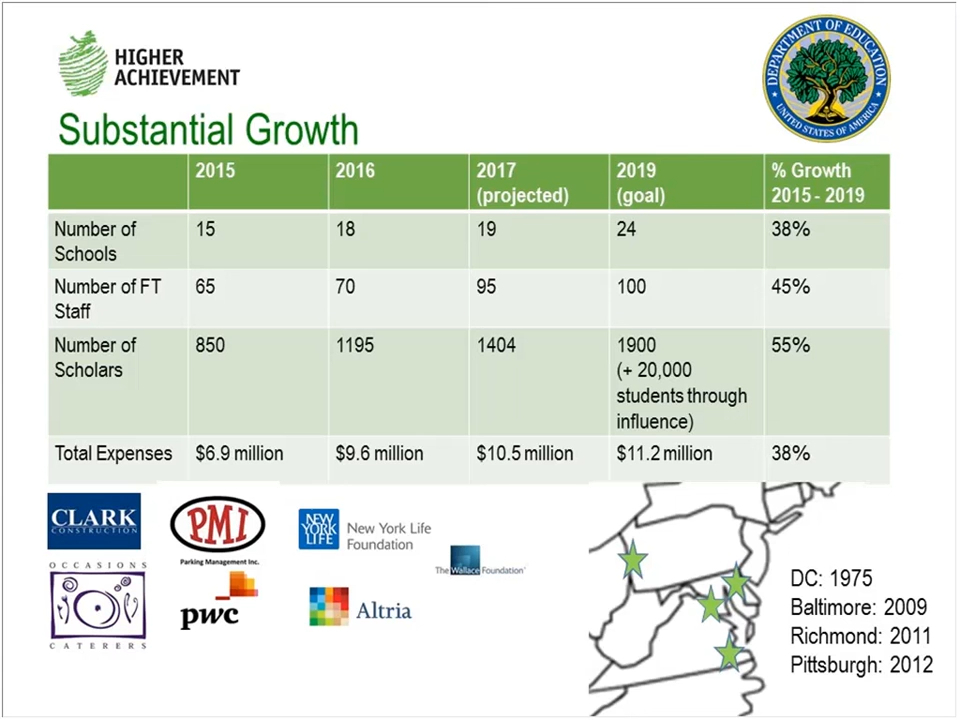 HIGHER
ACHIEVEMENT
DEPARTMENT OF EDUCATION
UNITED STATES OF AMERICA
Substantial Growth
2015 2016 2017 (projected) 2019 (goal) % Growth 2015 - 2019
Number of Schools 15 18 19 24 38%
Number of FT Staff 65 70 95 100 45%
Number of Scholars 850 1195 1404 1900 (+ 20,000 students through influence) 55%
Total Expenses $6.9 million $9.6 million $10.5 million $11.2 million 38%
CLARK
CONSTRUCTION
PMI
Parking Management Inc.
NEW YORK LIFE
New York Life
Foundation
The Wallace Foundation®
OCCASIONS
CATERERS
pwc
Altria
DC: 1975
Baltimore: 2009
Richmond: 2011
Pittsburgh: 2012